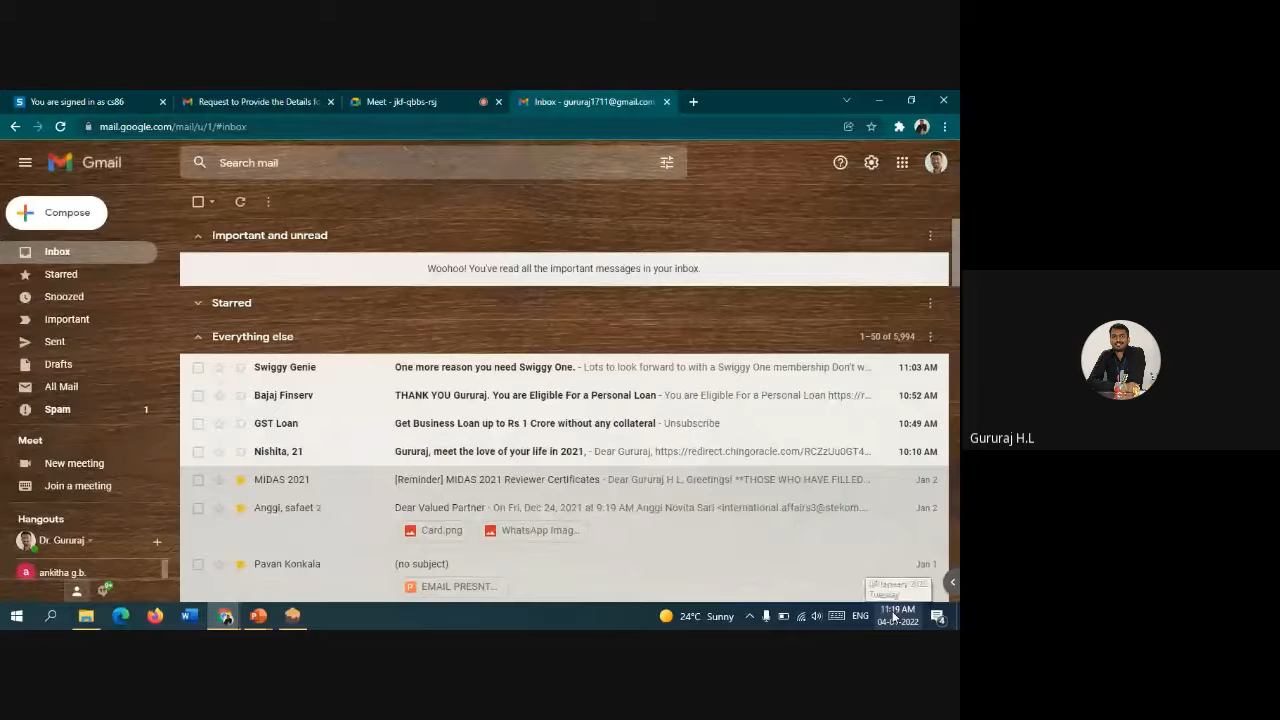 You are signed in as cs86
Request to Provide the Details fo
Meet - jkf-qbbs-rsj
Inbox - gururaj1711@gmail.com
mail.google.com/mail/u/1/#inbox
Gmail
Search mail
Compose
Important and unread
Inbox
Woohoo! You've read all the important messages in your inbox.
Starred
Starred
Snoozed
Important
Everything else
1–50 of 5,994
Sent
Drafts
Swiggy Genie
One more reason you need Swiggy One. - Lots to look forward to with a Swiggy One membership Don't w...
11:03 AM
All Mail
Bajaj Finserv
THANK YOU Gururaj. You are Eligible For a Personal Loan - You are Eligible For a Personal Loan https://r...
10:52 AM
Spam
1
GST Loan
Get Business Loan up to Rs 1 Crore without any collateral - Unsubscribe
10:49 AM
Meet
Nishita, 21
Gururaj, meet the love of your life in 2021, - Dear Gururaj, https://redirect.chingoracle.com/RCZzUu0GT4...
10:10 AM
New meeting
MIDAS 2021
[Reminder] MIDAS 2021 Reviewer Certificates - Dear Gururaj H L, Greetings! **THOSE WHO HAVE FILLED...
Jan 2
Join a meeting
Anggi, safaet 2
Dear Valued Partner - On Fri, Dec 24, 2021 at 9.19 AM Anggi Novita Sari <international.affairs3@stekom...
Jan 2
Hangouts
Card.png
WhatsApp Imag...
Dr. Gururaj
Pavan Konkala
(no subject)
Jan 1
a
ankitha g.b.
EMAIL PRESNT...
Tuesday
24°C Sunny
ENG
11:19 AM
4
Gururaj H.L